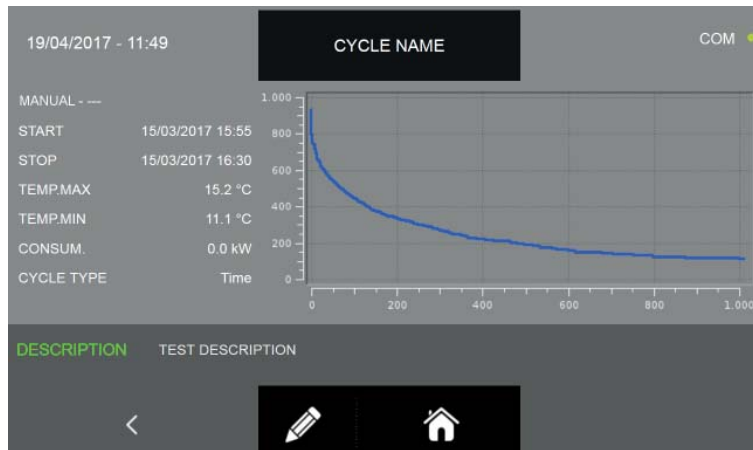 19/04/2017 - 11:49
CYCLE NAME
COM
MANUAL - ---
START 15/03/2017 15:55
STOP 15/03/2017 16:30
TEMP.MAX 15.2 °C
TEMP.MIN 11.1 °C
CONSUM. 0.0 kW
CYCLE TYPE Time
1.000
800
600
400
200
0
0 200 400 600 800 1.000
DESCRIPTION TEST DESCRIPTION